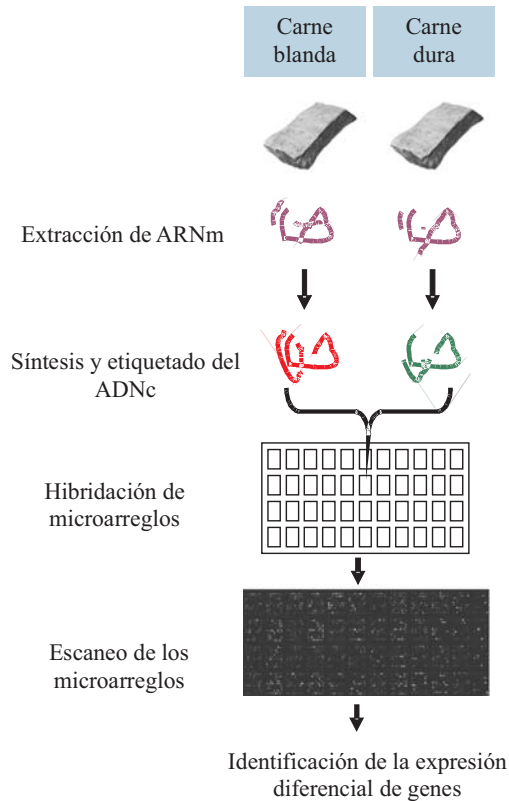 Carne
blanda
Carne
dura
Extracción de ARNm
Síntesis y etiquetado del
ADNc
Hibridación de
microarreglos
Escaneo de los
microarreglos
Identificación de la expresión
diferencial de genes